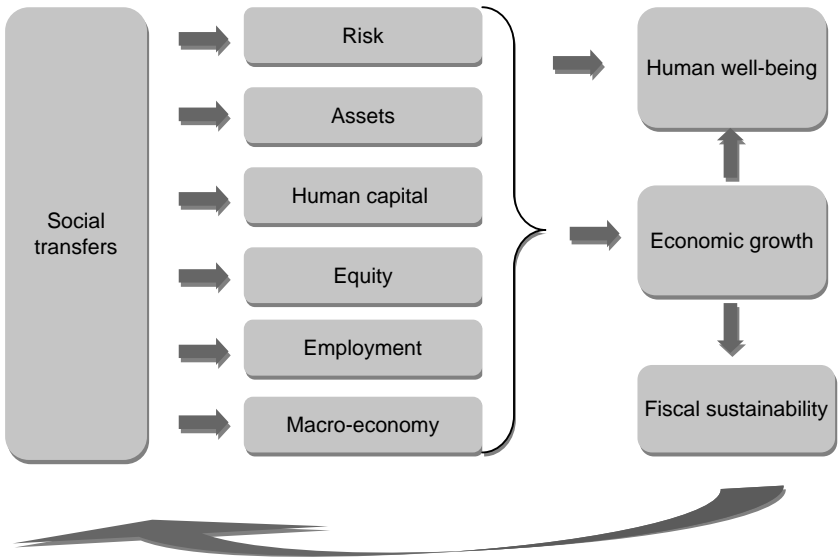 Social
transfers
Risk
Assets
Human capital
Equity
Employment
Macro-economy
Human well-being
Economic growth
Fiscal sustainability